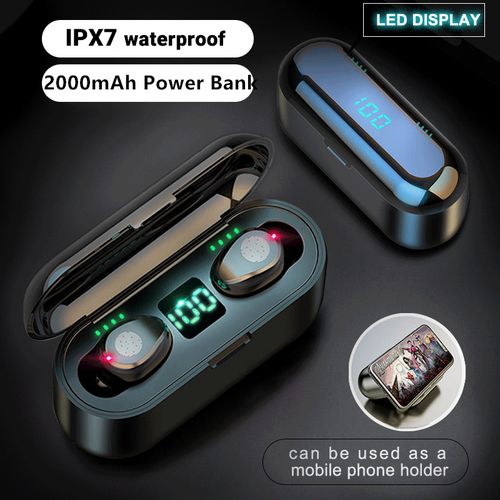 IPX7 waterproof
2000mAh Power Bank
LED DISPLAY
100
100
can be used as a
mobile phone holder